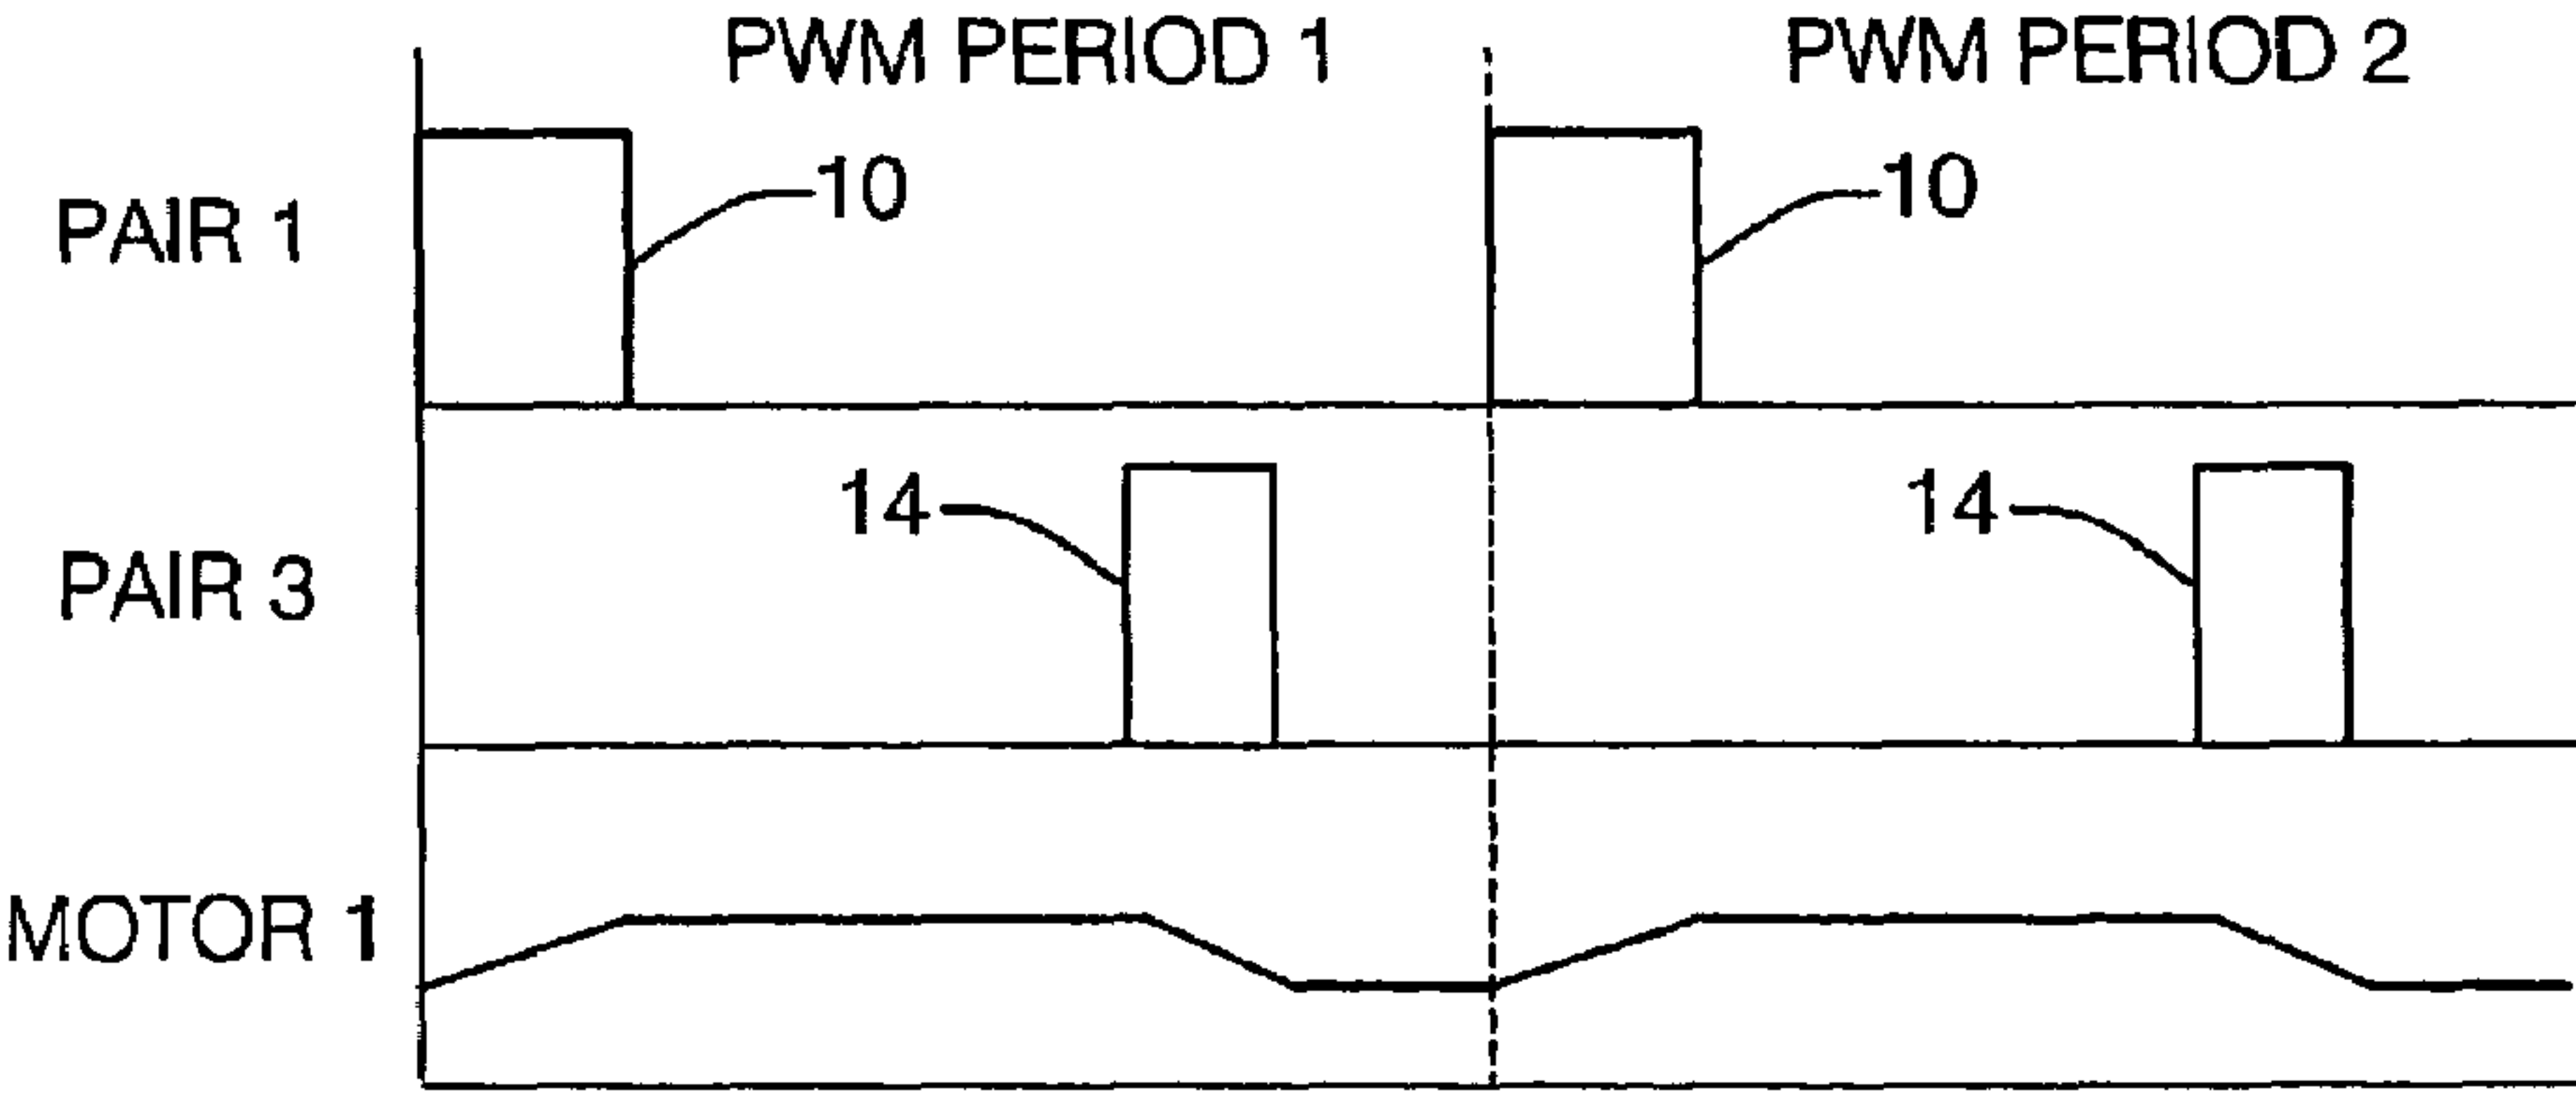 PWM PERIOD 1
PWM PERIOD 2
PAIR 1
10
10
PAIR 3
14
14
MOTOR 1